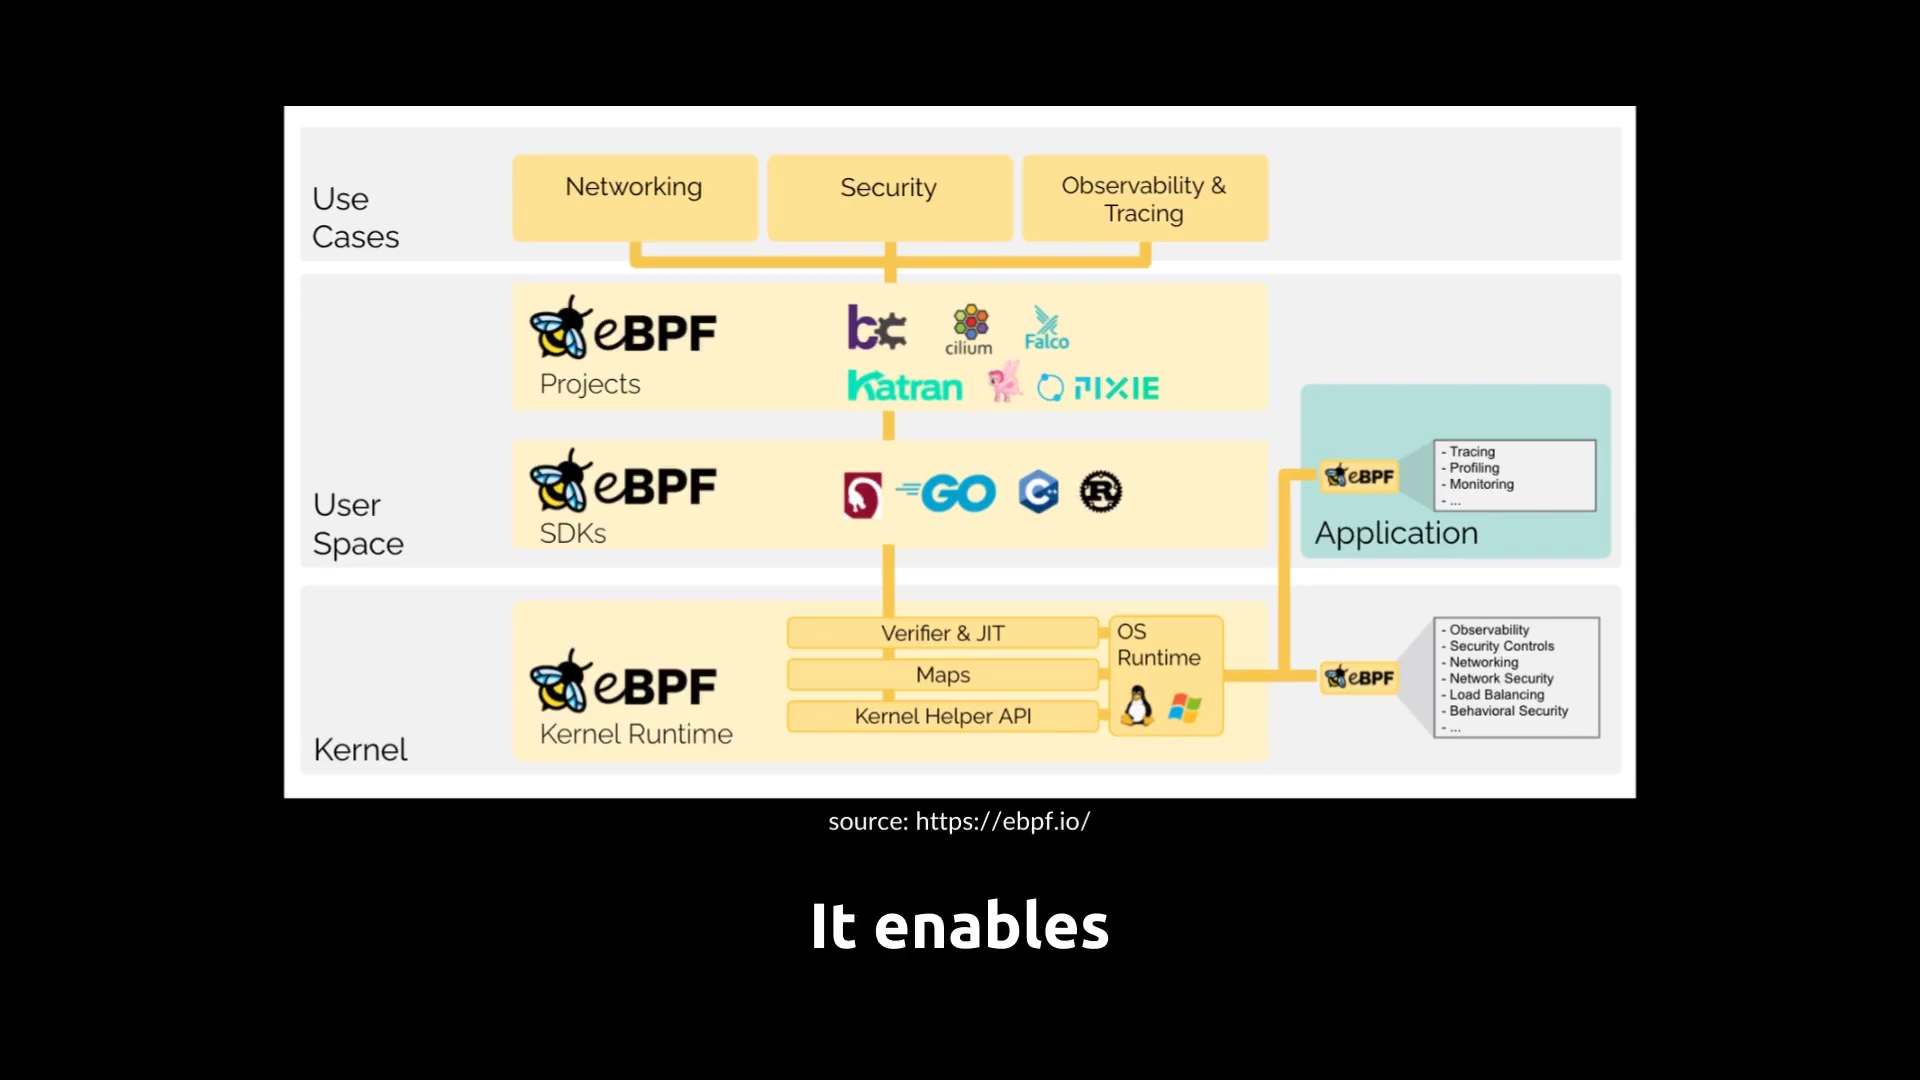 Use
Cases
Networking
Security
Observability &
Tracing
eBPF
Projects
bc
cilium
Falco
Katran
PIXIE
User
Space
eBPF
SDKs
GO
C++
R
eBPF
- Tracing
- Profiling
- Monitoring
- ...
Application
Kernel
eBPF
Kernel Runtime
Verifier & JIT
Maps
Kernel Helper API
OS
Runtime
eBPF
- Observability
- Security Controls
- Networking
- Network Security
- Load Balancing
- Behavioral Security
- ...
source: https://ebpf.io/
It enables